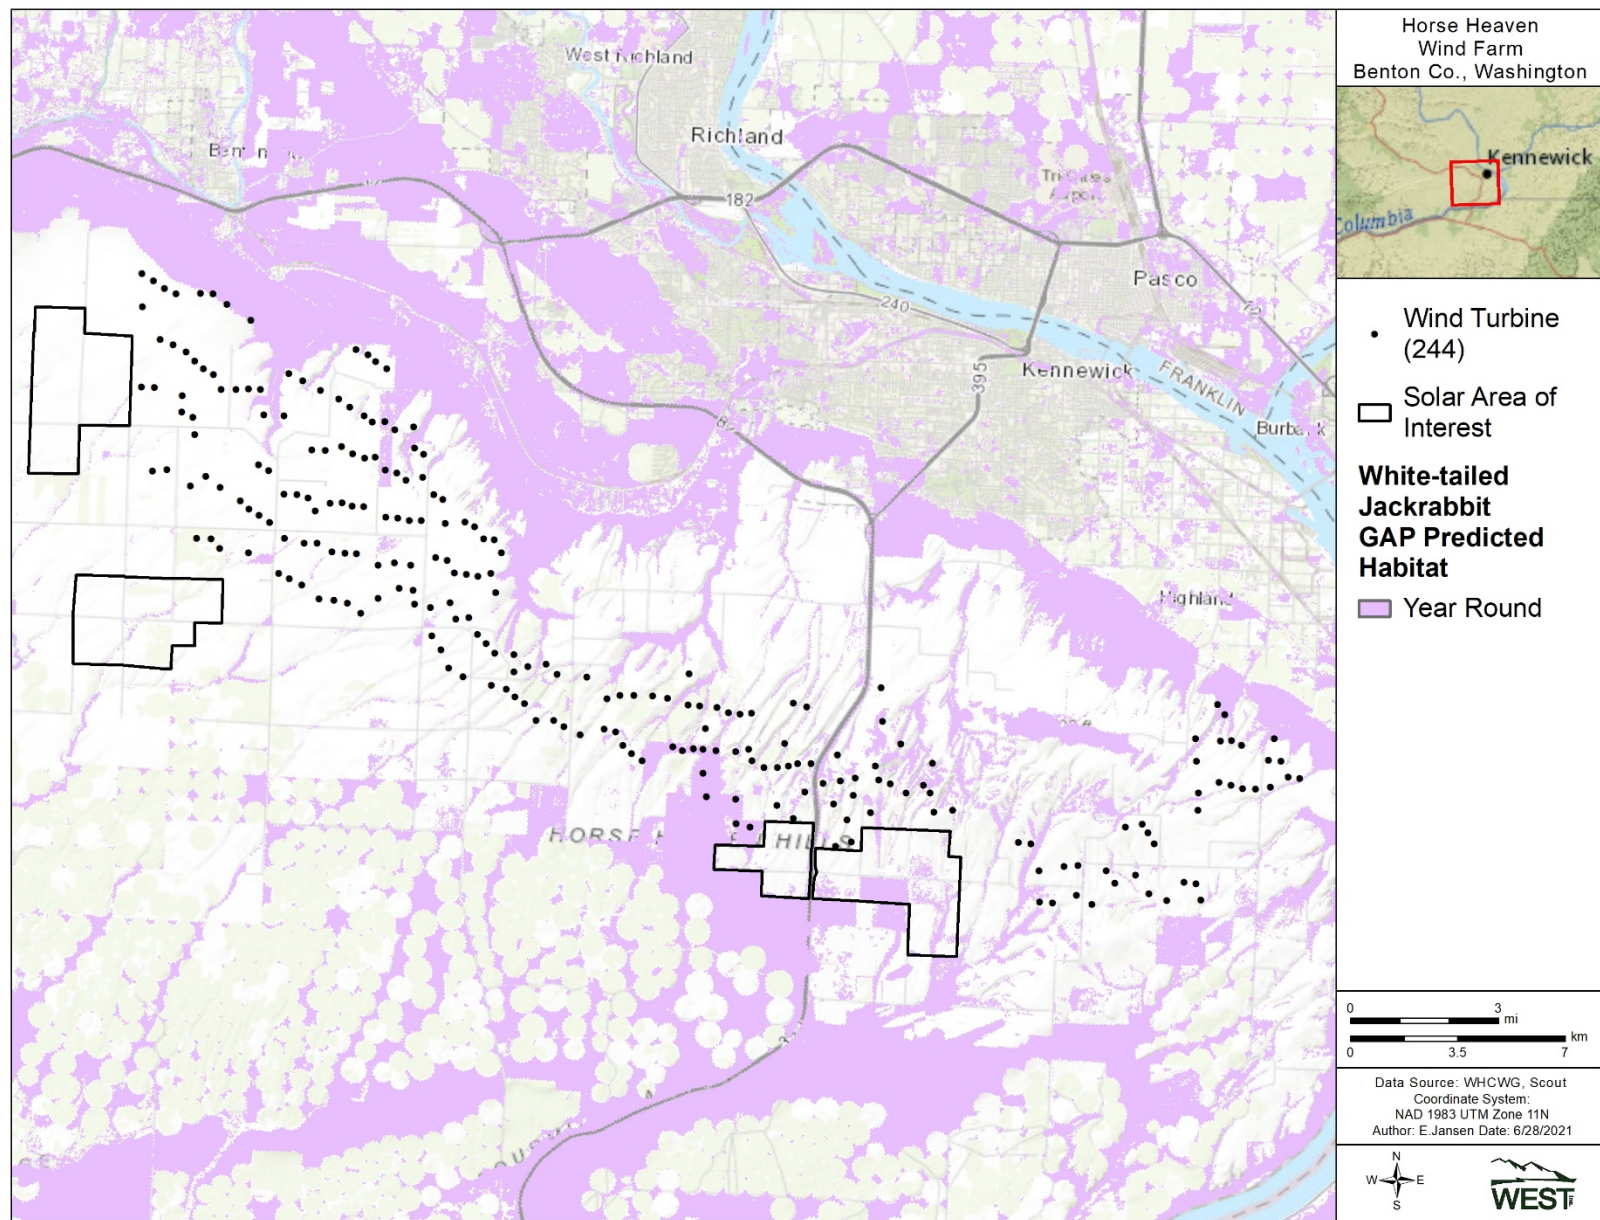 Horse Heaven
Wind Farm
Benton Co., Washington
Kennewick
Columbia
Wind Turbine
(244)
Solar Area of
Interest
White-tailed
Jackrabbit
GAP Predicted
Habitat
Year Round
0 3 mi
0 3.5 7 km
Data Source: WHCWG, Scout
Coordinate System:
NAD 1983 UTM Zone 11N
Author: E.Jansen Date: 6/28/2021
N
W E
S
WEST
West Richland
Richland
182
240
Pasco
395
Kennewick
FRANKLIN
82
Highland
HILLS